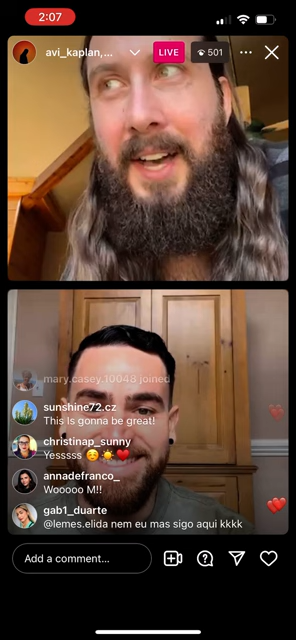 2:07
avi_kaplan,...
LIVE
501
mary.casey.10048 joined
sunshine72.cz
This Is gonna be great!
christinap_sunny
Yesssss ☺️☀️❤️
annadefranco_
Wooooo M!!
gab1_duarte
@lemes.elida nem eu mas sigo aqui kkkk
Add a comment...